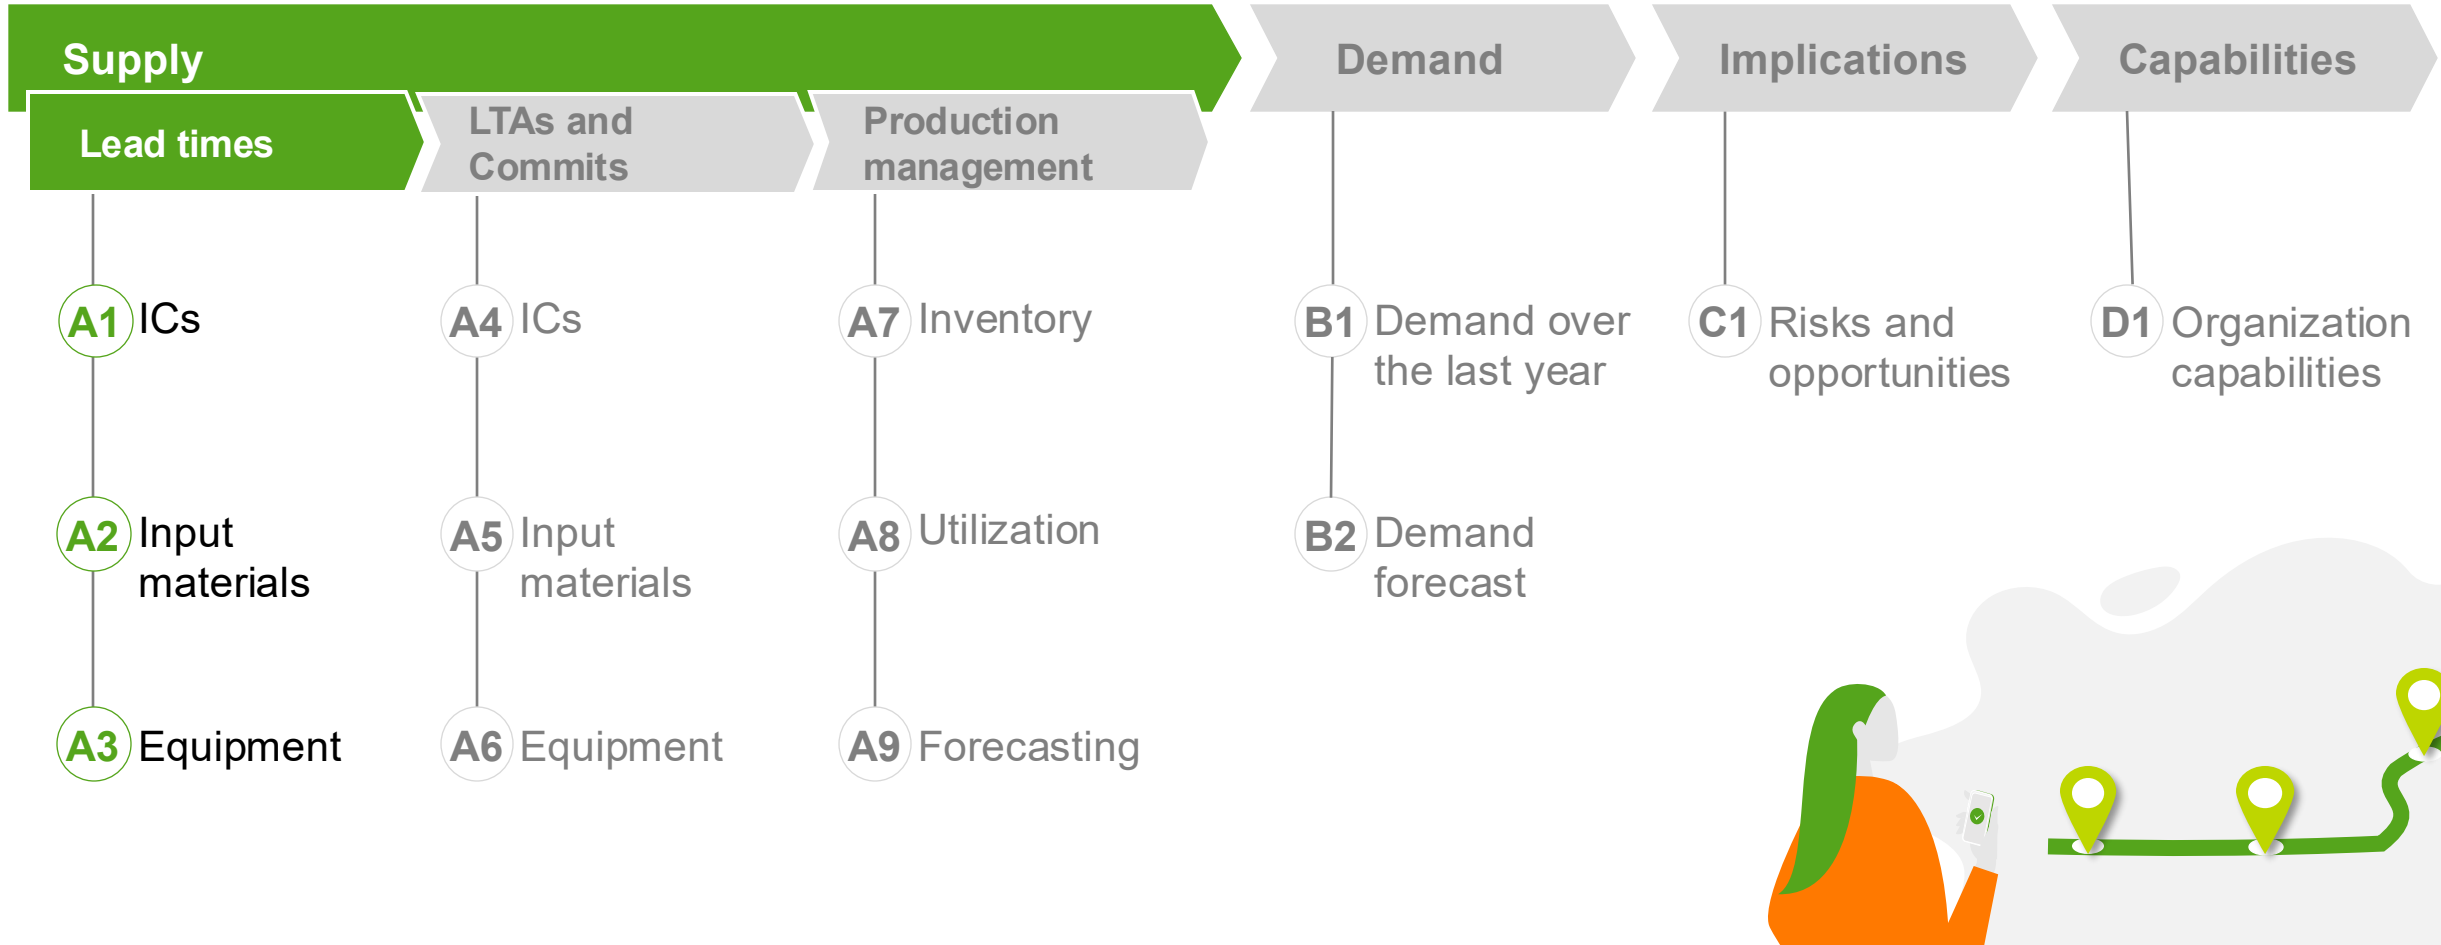 Supply
Demand
Implications
Capabilities
Lead times
LTAs and
Commits
Production
management
A1 ICs
A4 ICs
A7 Inventory
B1 Demand over
the last year
C1 Risks and
opportunities
D1 Organization
capabilities
A2 Input
materials
A5 Input
materials
A8 Utilization
B2 Demand
forecast
A3 Equipment
A6 Equipment
A9 Forecasting